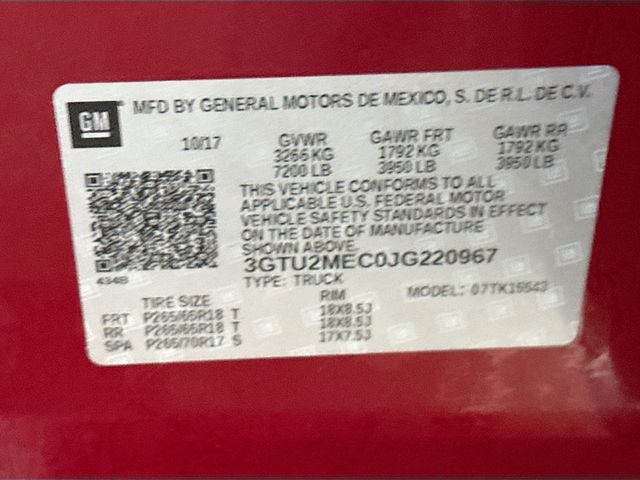 GM
MFD BY GENERAL MOTORS DE MEXICO, S. DE R.L. DE C.V.
10/17 GVWR GAWR FRT GAWR RR
3266 KG 1792 KG 1792 KG
7200 LB 3950 LB 3950 LB
THIS VEHICLE CONFORMS TO ALL
APPLICABLE U.S. FEDERAL MOTOR
VEHICLE SAFETY STANDARDS IN EFFECT
ON THE DATE OF MANUFACTURE
SHOWN ABOVE.
434B
3GTU2MEC0JG220967
TYPE: TRUCK MODEL: 07TK15543
TIRE SIZE RIM
FRT P265/65R18 T 18X8.5J
RR P265/65R18 T 18X8.5J
SPA P265/70R17 S 17X7.5J